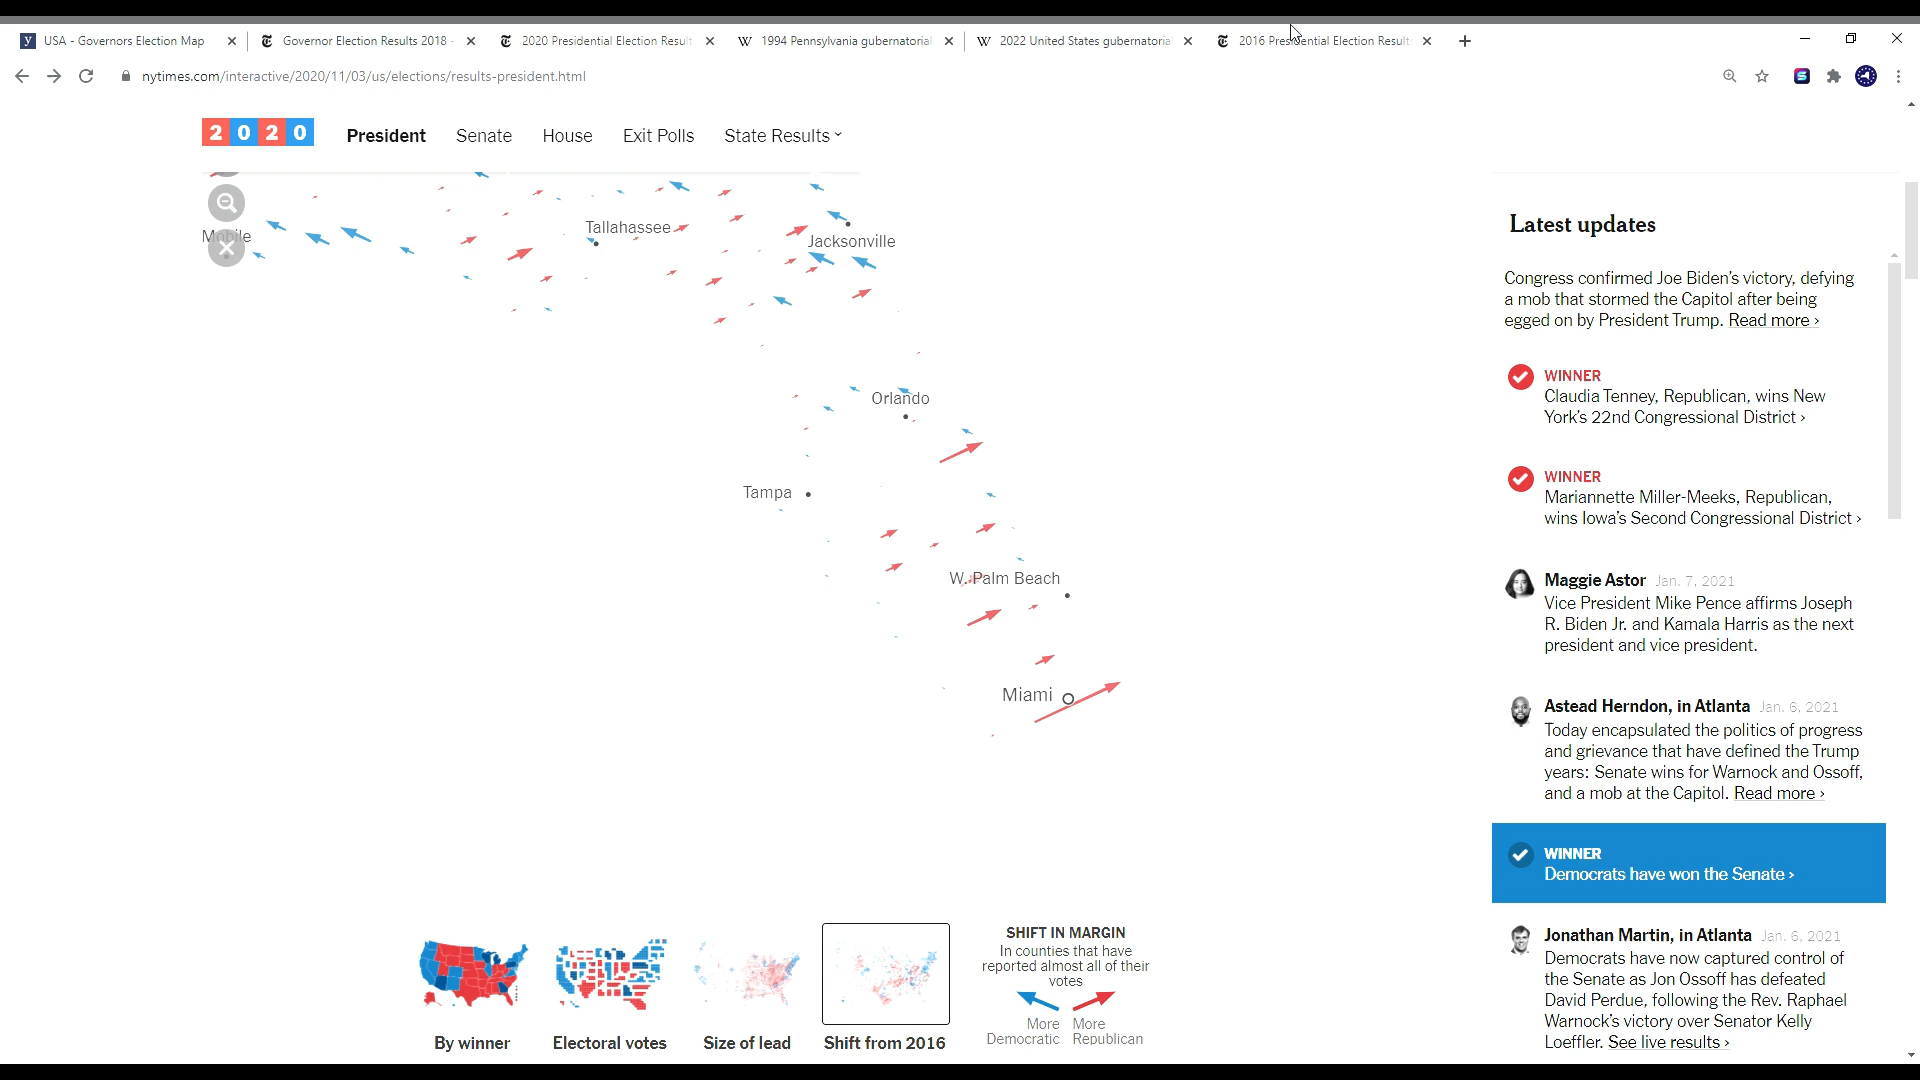 USA - Governors Election Map
Governor Election Results 2018 -
2020 Presidential Election Result
1994 Pennsylvania gubernatorial
2022 United States gubernatoria
2016 Presidential Election Results
nytimes.com/interactive/2020/11/03/us/elections/results-president.html
2020
President
Senate
House
Exit Polls
State Results
Mobile
Tallahassee
Jacksonville
Orlando
Tampa
W. Palm Beach
Miami
By winner
Electoral votes
Size of lead
Shift from 2016
SHIFT IN MARGIN
In counties that have
reported almost all of their
votes
More
Democratic
More
Republican
Latest updates
Congress confirmed Joe Biden's victory, defying
a mob that stormed the Capitol after being
egged on by President Trump. Read more ›
WINNER
Claudia Tenney, Republican, wins New
York's 22nd Congressional District ›
WINNER
Mariannette Miller-Meeks, Republican,
wins Iowa's Second Congressional District ›
Maggie Astor Jan. 7, 2021
Vice President Mike Pence affirms Joseph
R. Biden Jr. and Kamala Harris as the next
president and vice president.
Astead Herndon, in Atlanta Jan. 6, 2021
Today encapsulated the politics of progress
and grievance that have defined the Trump
years: Senate wins for Warnock and Ossoff,
and a mob at the Capitol. Read more ›
WINNER
Democrats have won the Senate ›
Jonathan Martin, in Atlanta Jan. 6, 2021
Democrats have now captured control of
the Senate as Jon Ossoff has defeated
David Perdue, following the Rev. Raphael
Warnock's victory over Senator Kelly
Loeffler. See live results ›